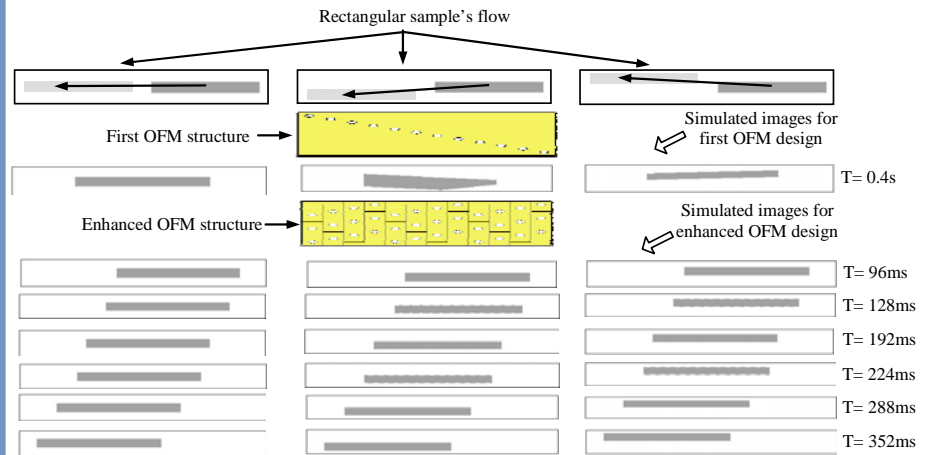 Rectangular sample's flow
First OFM structure
Simulated images for
first OFM design
T= 0.4s
Enhanced OFM structure
Simulated images for
enhanced OFM design
T= 96ms
T= 128ms
T= 192ms
T= 224ms
T= 288ms
T= 352ms